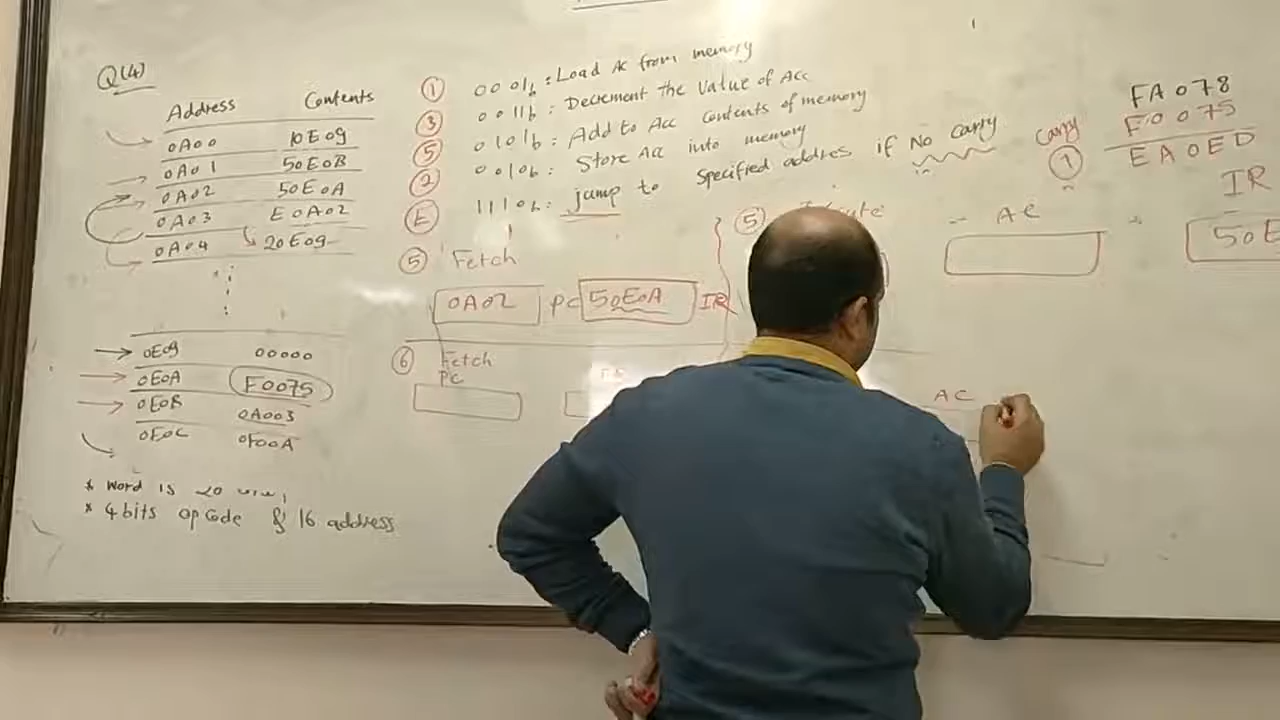 Q(4)
Address Contents
0A00 10E09
0A01 50E0B
0A02 50E0A
0A03 E0A02
0A04 20E09
0E09 00000
0E0A F0075
0E0B 0A003
0E0C 0F00A
* word is 20
* 4 bits opcode & 16 address
① 0001b : Load Ac from memory
③ 0011b : Decrement the Value of Acc
⑤ 0101b : Add to Acc Contents of memory
② 0010b : Store Acc into memory
E 1110b : jump to Specified address if No Carry
⑤ Fetch
0A02 PC 50E0A IR
⑥ Fetch
PC
⑤
AC
AC
Carry
①
FA078
F0075
EA0ED
IR
50E